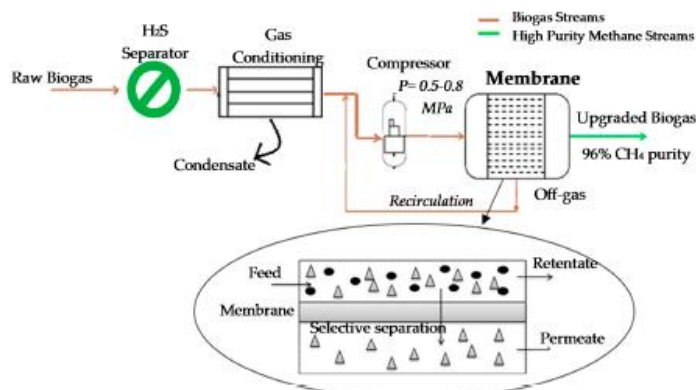 Biogas Streams
High Purity Methane Streams
H₂S
Separator
Gas
Conditioning
Raw Biogas
Condensate
Compressor
P= 0.5-0.8
MPa
Membrane
Upgraded Biogas
96% CH₄ purity
Off-gas
Recirculation
Feed
Retentate
Membrane
Selective separation
Permeate